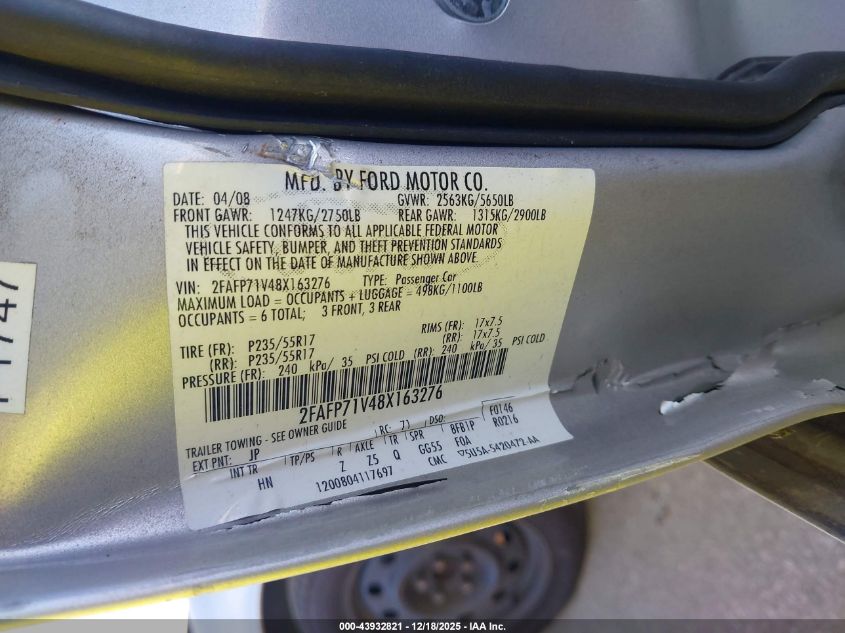 MFD. BY FORD MOTOR CO.
DATE: 04/08 GVWR: 2563KG/5650LB
FRONT GAWR: 1247KG/2750LB REAR GAWR: 1315KG/2900LB
THIS VEHICLE CONFORMS TO ALL APPLICABLE FEDERAL MOTOR
VEHICLE SAFETY, BUMPER, AND THEFT PREVENTION STANDARDS
IN EFFECT ON THE DATE OF MANUFACTURE SHOWN ABOVE.
VIN: 2FAFP71V48X163276 TYPE: Passenger Car
MAXIMUM LOAD = OCCUPANTS + LUGGAGE = 498KG/1100LB
OCCUPANTS = 6 TOTAL; 3 FRONT, 3 REAR
TIRE (FR): P235/55R17 RIMS (FR): 17x7.5
(RR): P235/55R17 (RR): 17x7.5
PRESSURE (FR): 240 kPa/ 35 PSI COLD (RR): 240 kPa/ 35 PSI COLD
2FAFP71V48X163276
TRAILER TOWING - SEE OWNER GUIDE RC: 71 DSO: F0146
EXT PNT: JP BFB1P R0216
INT TR TP/PS R AXLE TR SPR F0A
HN Z Z5 Q GG55 CMC 5U5A-5420472-AA
1200804117697
000-43932821 - 12/18/2025 - IAA Inc.